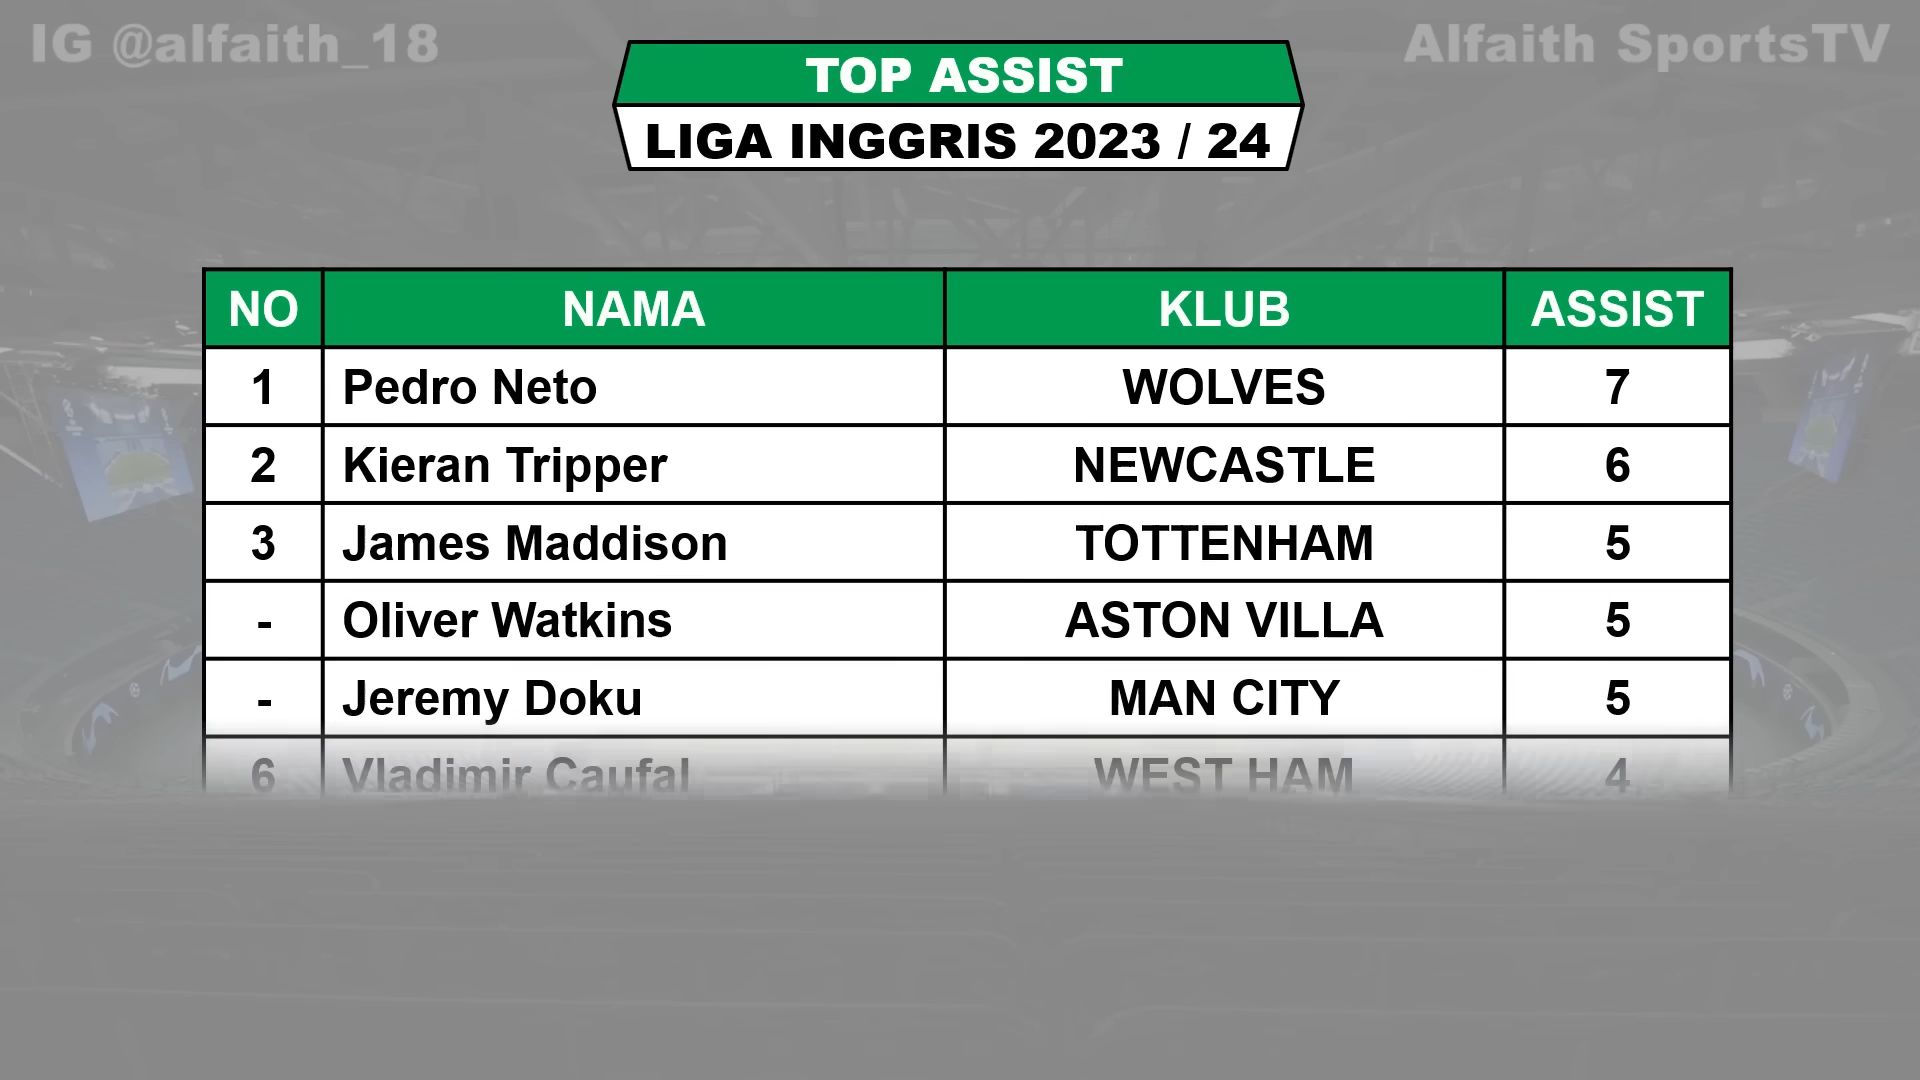 IG @alfaith_18
Alfaith SportsTV
TOP ASSIST
LIGA INGGRIS 2023 / 24
NO NAMA KLUB ASSIST
1 Pedro Neto WOLVES 7
2 Kieran Tripper NEWCASTLE 6
3 James Maddison TOTTENHAM 5
- Oliver Watkins ASTON VILLA 5
- Jeremy Doku MAN CITY 5
6 Vladimir Caufal WEST HAM 4